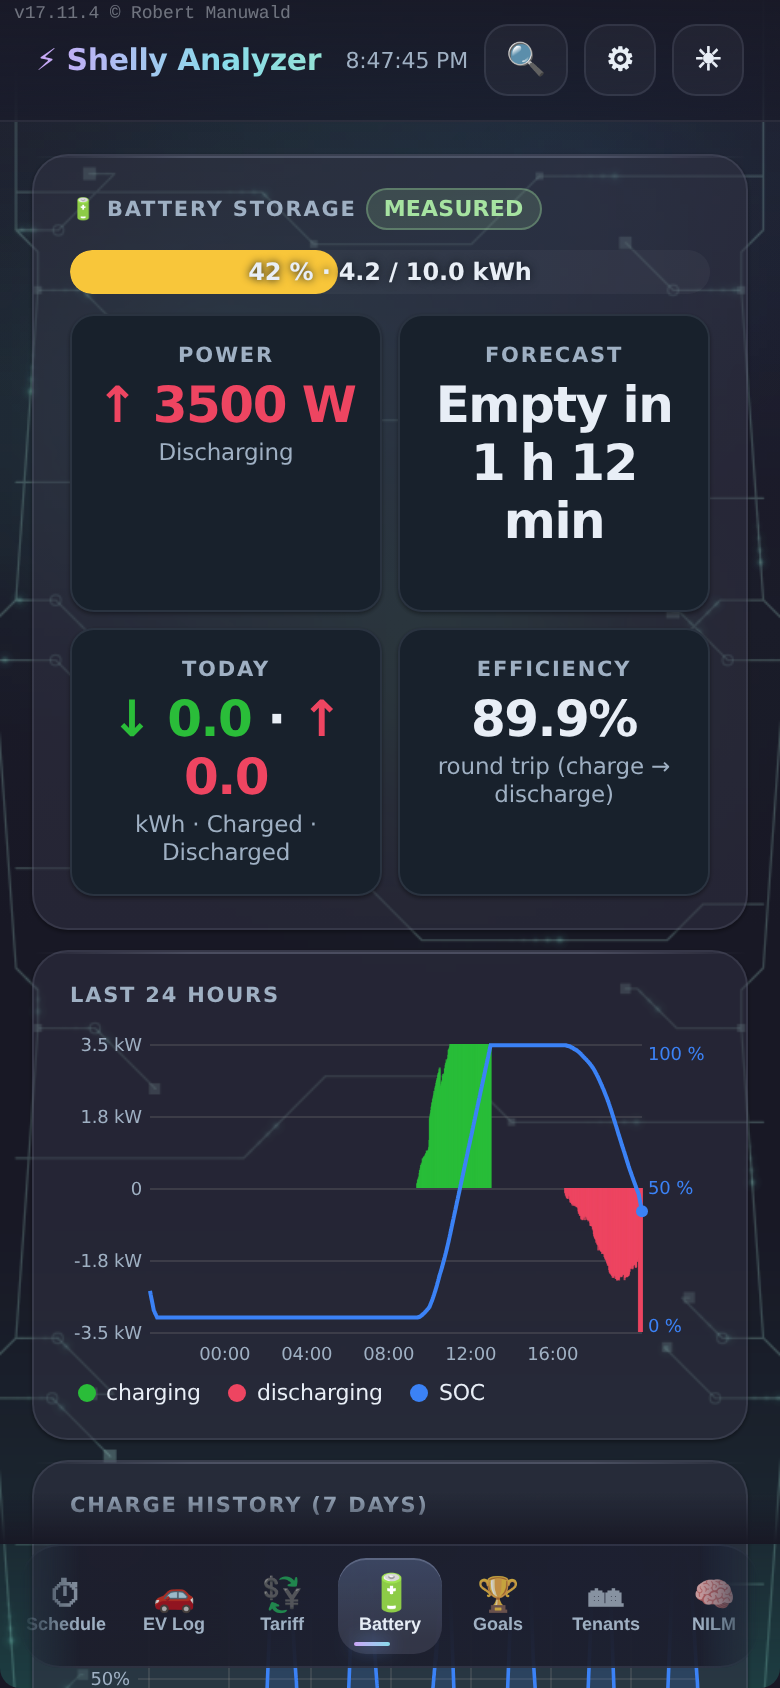 v17.11.4 © Robert Manuwald
⚡ Shelly Analyzer 8:47:45 PM
BATTERY STORAGE MEASURED
42 % · 4.2 / 10.0 kWh
POWER
↑ 3500 W
Discharging
FORECAST
Empty in
1 h 12
min
TODAY
↓ 0.0 · ↑
0.0
kWh · Charged ·
Discharged
EFFICIENCY
89.9%
round trip (charge →
discharge)
LAST 24 HOURS
3.5 kW
1.8 kW
0
-1.8 kW
-3.5 kW
100 %
50 %
0 %
00:00 04:00 08:00 12:00 16:00
charging discharging SOC
CHARGE HISTORY (7 DAYS)
Schedule EV Log Tariff Battery Goals Tenants NILM
50%